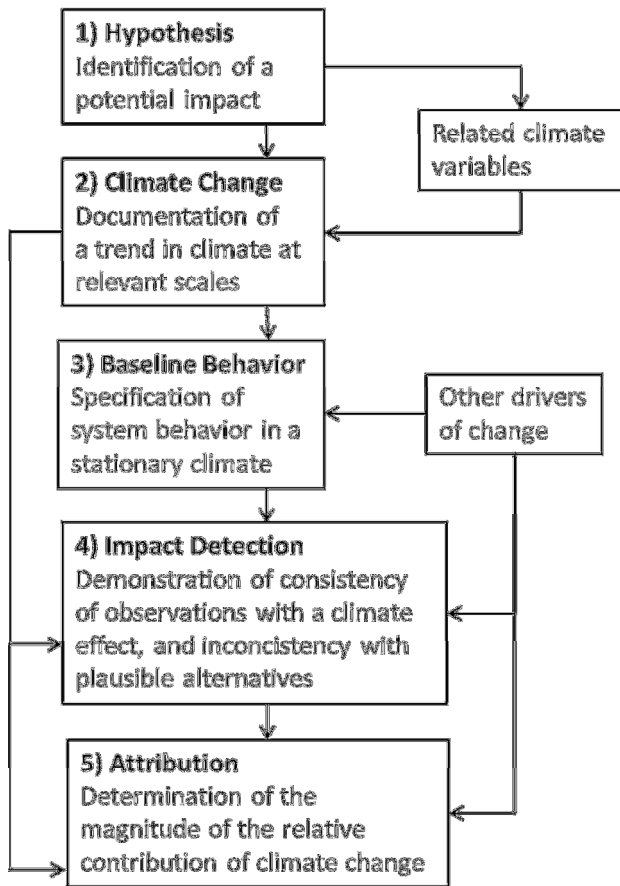 1) Hypothesis
Identification of a
potential impact
Related climate
variables
2) Climate Change
Documentation of
a trend in climate at
relevant scales
3) Baseline Behavior
Specification of
system behavior in a
stationary climate
Other drivers
of change
4) Impact Detection
Demonstration of consistency
of observations with a climate
effect, and inconcistency with
plausible alternatives
5) Attribution
Determination of the
magnitude of the relative
contribution of climate change